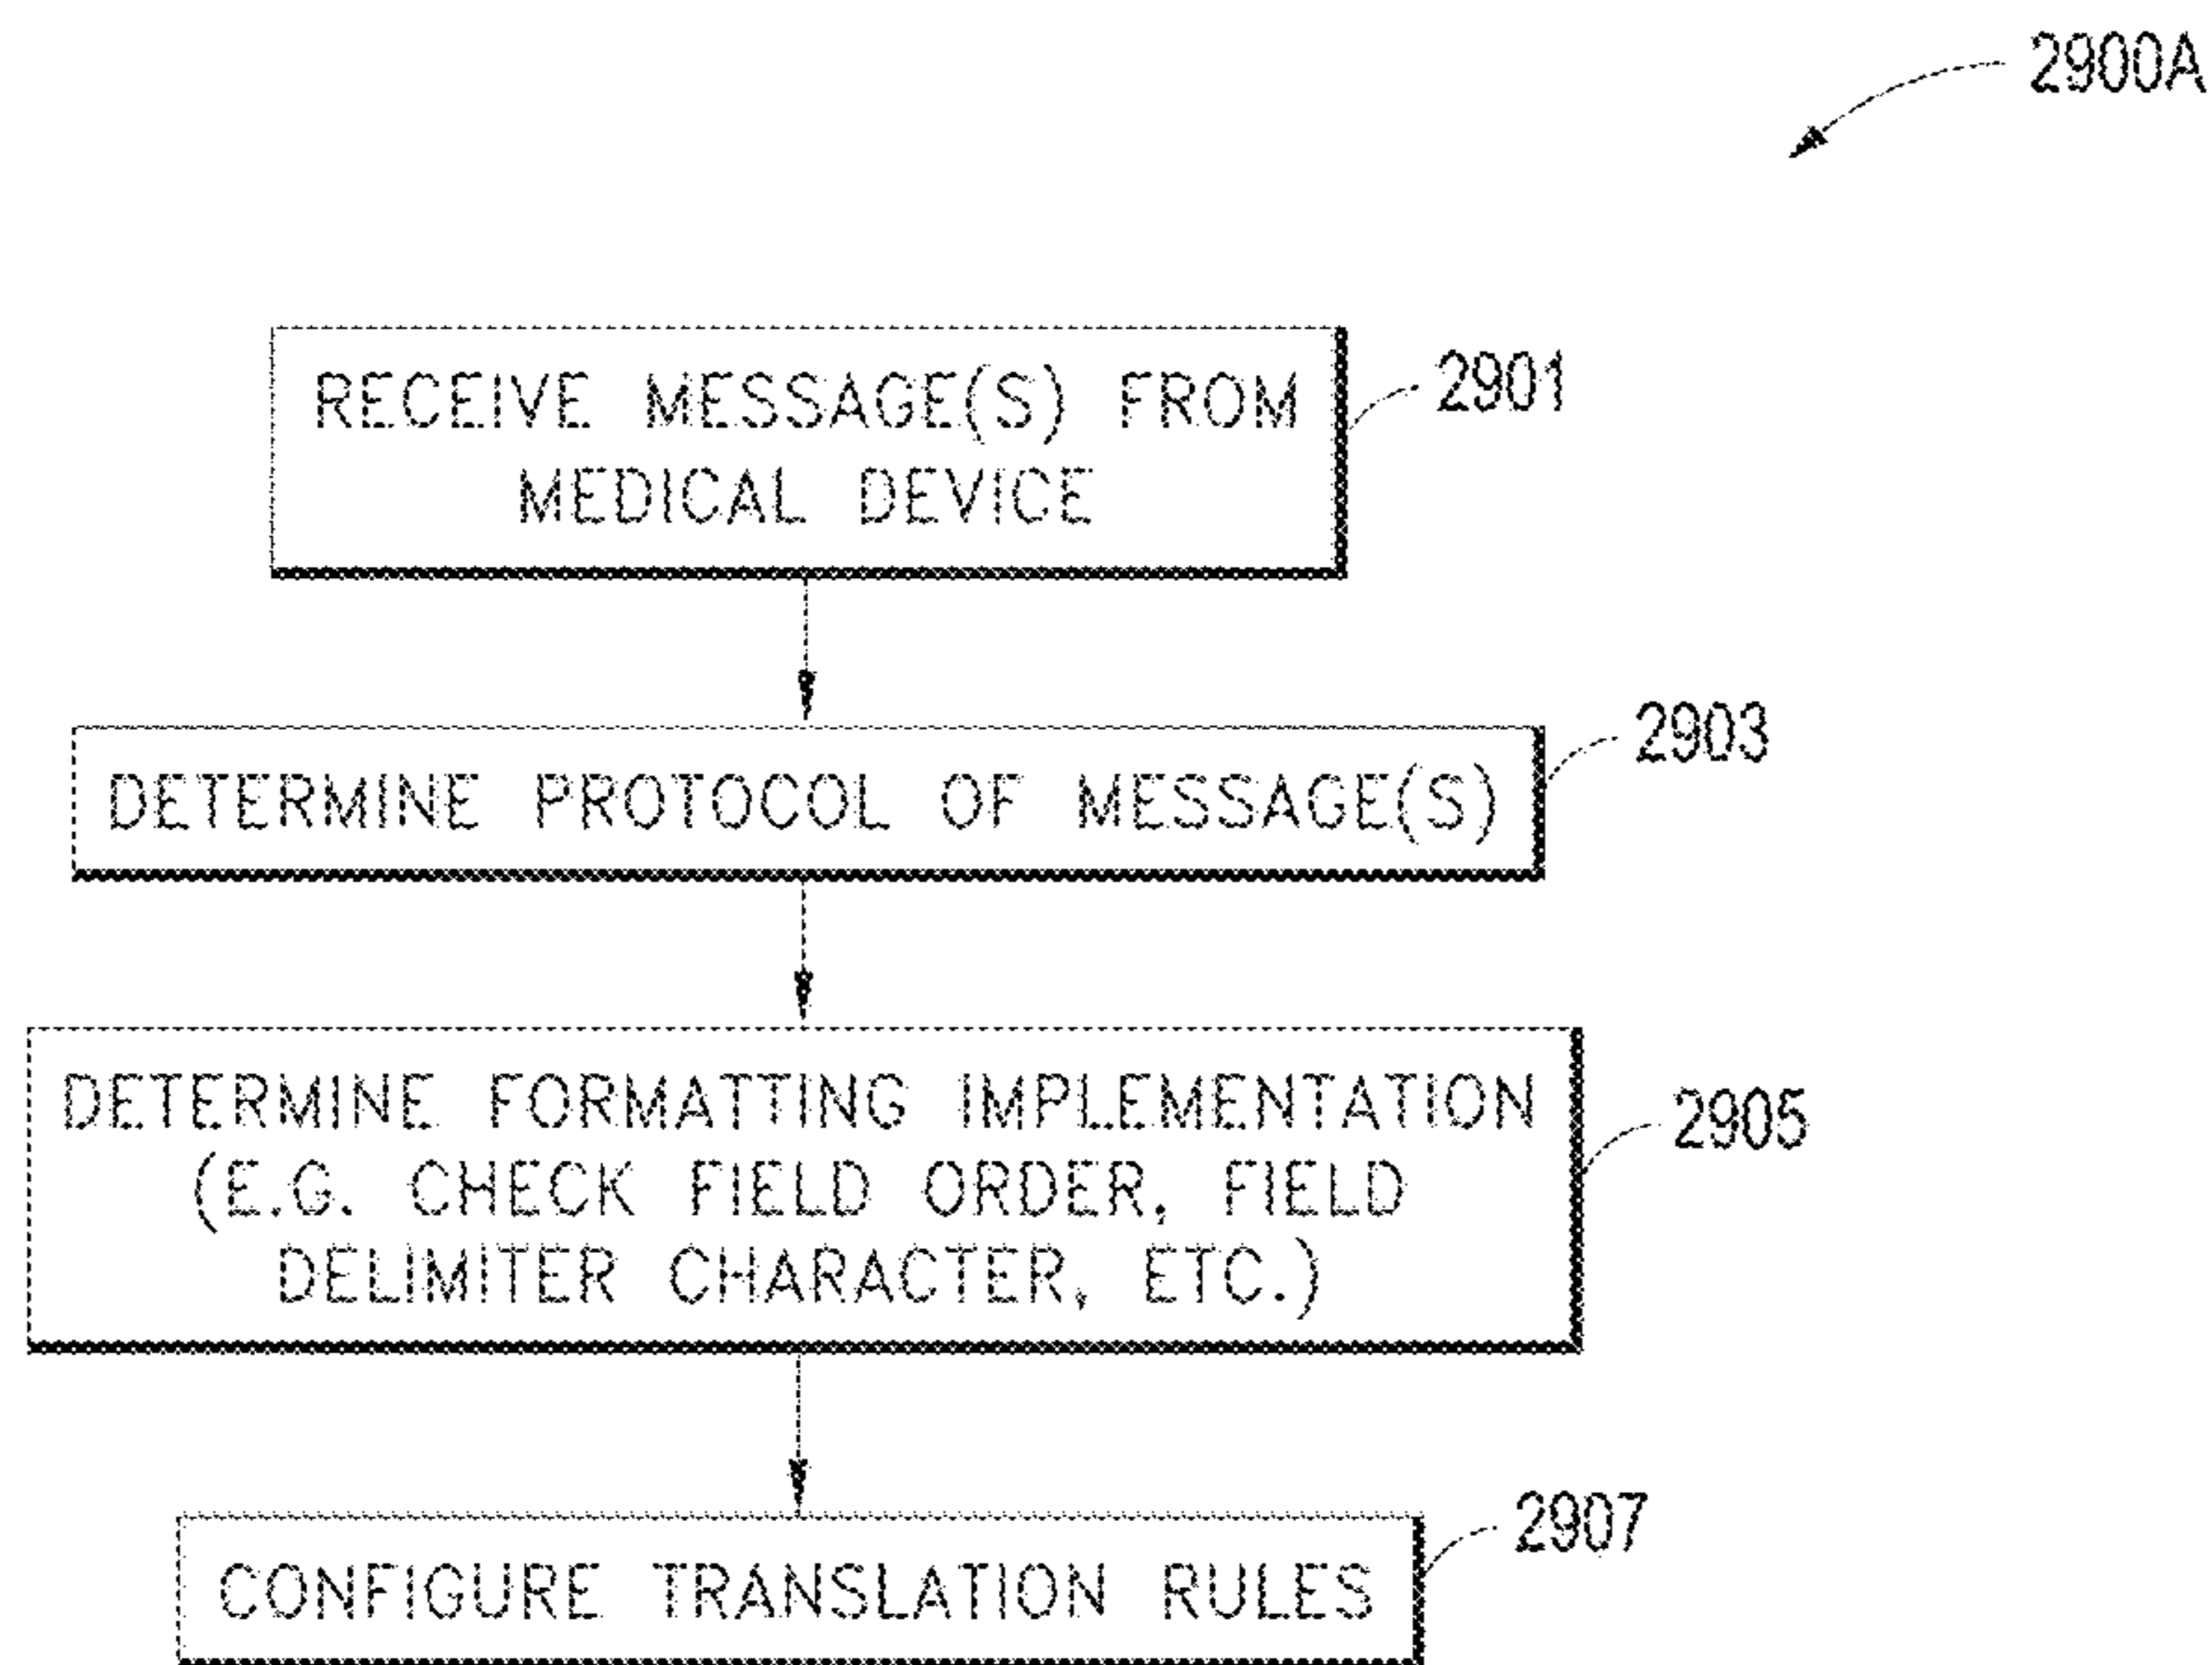 2900A
RECEIVE MESSAGE(S) FROM
MEDICAL DEVICE
2901
DETERMINE PROTOCOL OF MESSAGE(S)
2903
DETERMINE FORMATTING IMPLEMENTATION
(E.G. CHECK FIELD ORDER, FIELD
DELIMITER CHARACTER, ETC.)
2905
CONFIGURE TRANSLATION RULES
2907